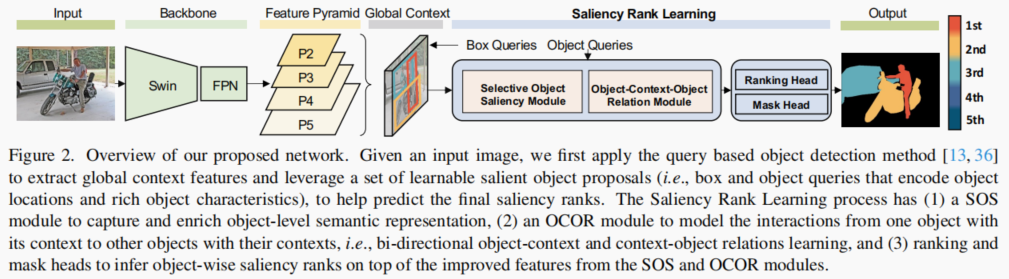 Input Backbone Feature Pyramid Global Context Saliency Rank Learning Output
Box Queries Object Queries
Swin
FPN
P2
P3
P4
P5
Selective Object
Saliency Module
Object-Context-Object
Relation Module
Ranking Head
Mask Head
1st
2nd
3rd
4th
5th
Figure 2. Overview of our proposed network. Given an input image, we first apply the query based object detection method [13, 36]
to extract global context features and leverage a set of learnable salient object proposals (i.e., box and object queries that encode object
locations and rich object characteristics), to help predict the final saliency ranks. The Saliency Rank Learning process has (1) a SOS
module to capture and enrich object-level semantic representation, (2) an OCOR module to model the interactions from one object with
its context to other objects with their contexts, i.e., bi-directional object-context and context-object relations learning, and (3) ranking and
mask heads to infer object-wise saliency ranks on top of the improved features from the SOS and OCOR modules.